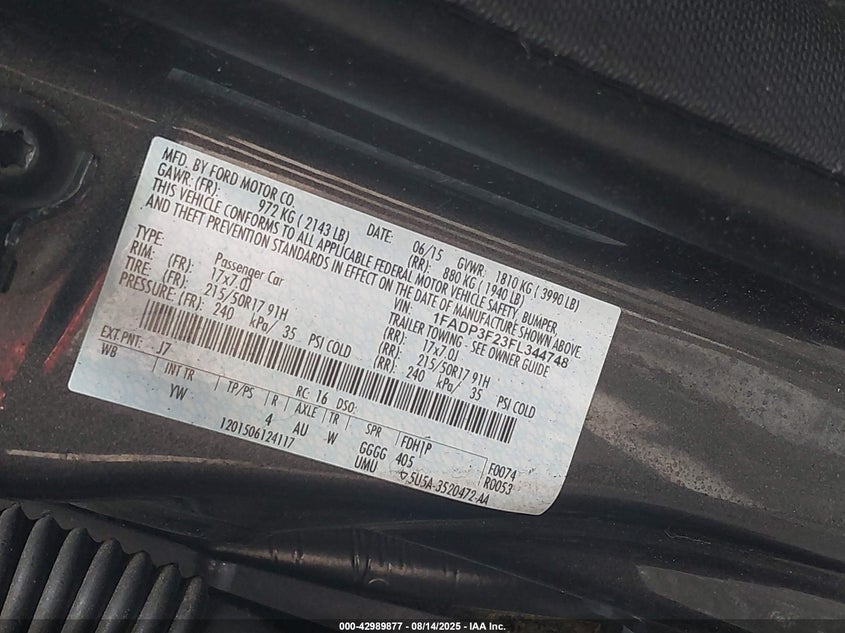 MFD. BY FORD MOTOR CO.
DATE: 06/15 GVWR: 1810 KG ( 3990 LB)
GAWR: (FR): 972 KG ( 2143 LB) (RR): 880 KG ( 1940 LB)
THIS VEHICLE CONFORMS TO ALL APPLICABLE FEDERAL MOTOR VEHICLE SAFETY, BUMPER,
AND THEFT PREVENTION STANDARDS IN EFFECT ON THE DATE OF MANUFACTURE SHOWN ABOVE.
VIN: 1FADP3F23FL344748
TYPE: Passenger Car TRAILER TOWING - SEE OWNER GUIDE
RIM: (FR): 17x7.0J (RR): 17x7.0J
TIRE: (FR): 215/50R17 91H (RR): 215/50R17 91H
PRESSURE: (FR): 240 kPa/ 35 PSI COLD (RR): 240 kPa/ 35 PSI COLD
EXT PNT: J7 RC: 16 DSO:
WB INT TR TP/PS R AXLE TR SPR FDH|P
YW 4 AU W GGGG 405 F0074
UMU R0053
1201506124117 5U5A-3520472-AA
000-42989877 - 08/14/2025 - IAA Inc.